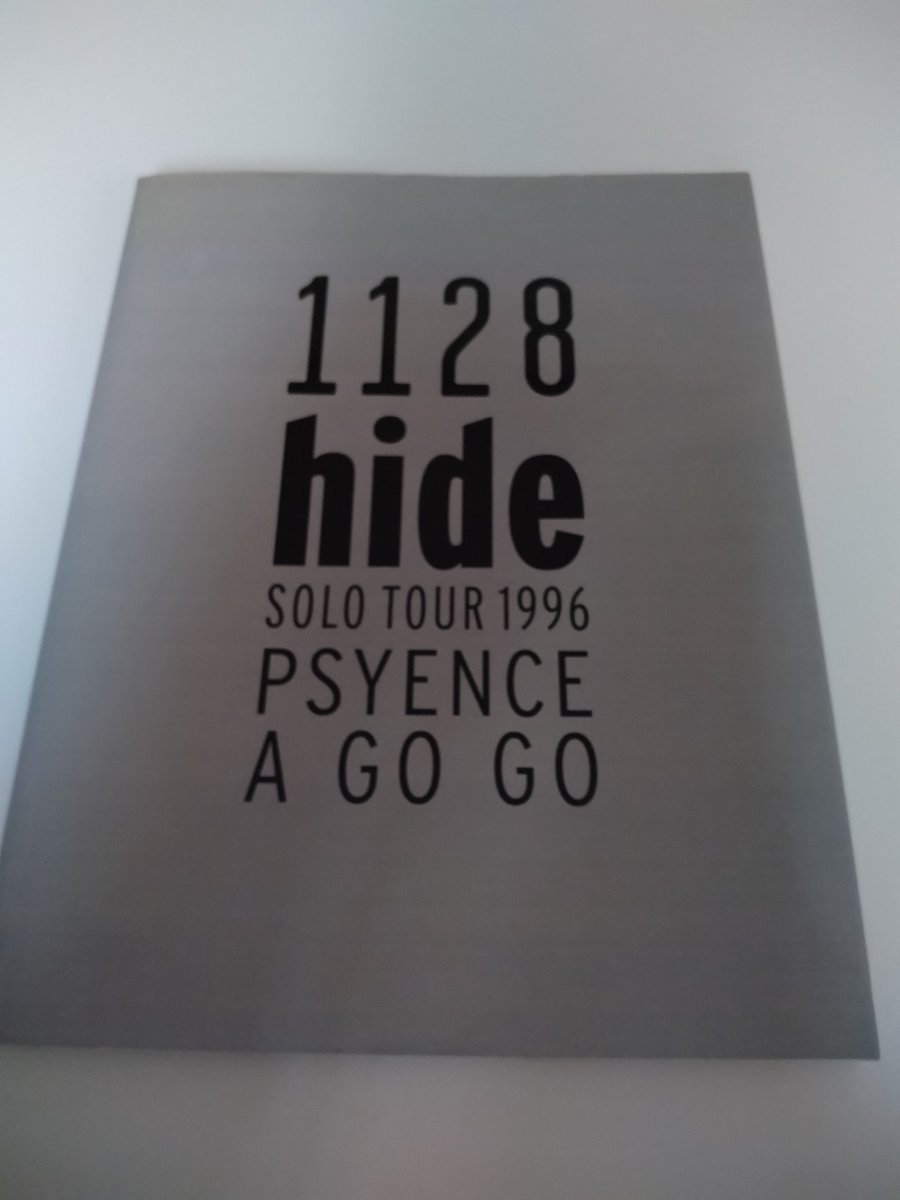 1128
hide
SOLO TOUR 1996
PSYENCE
A GO GO